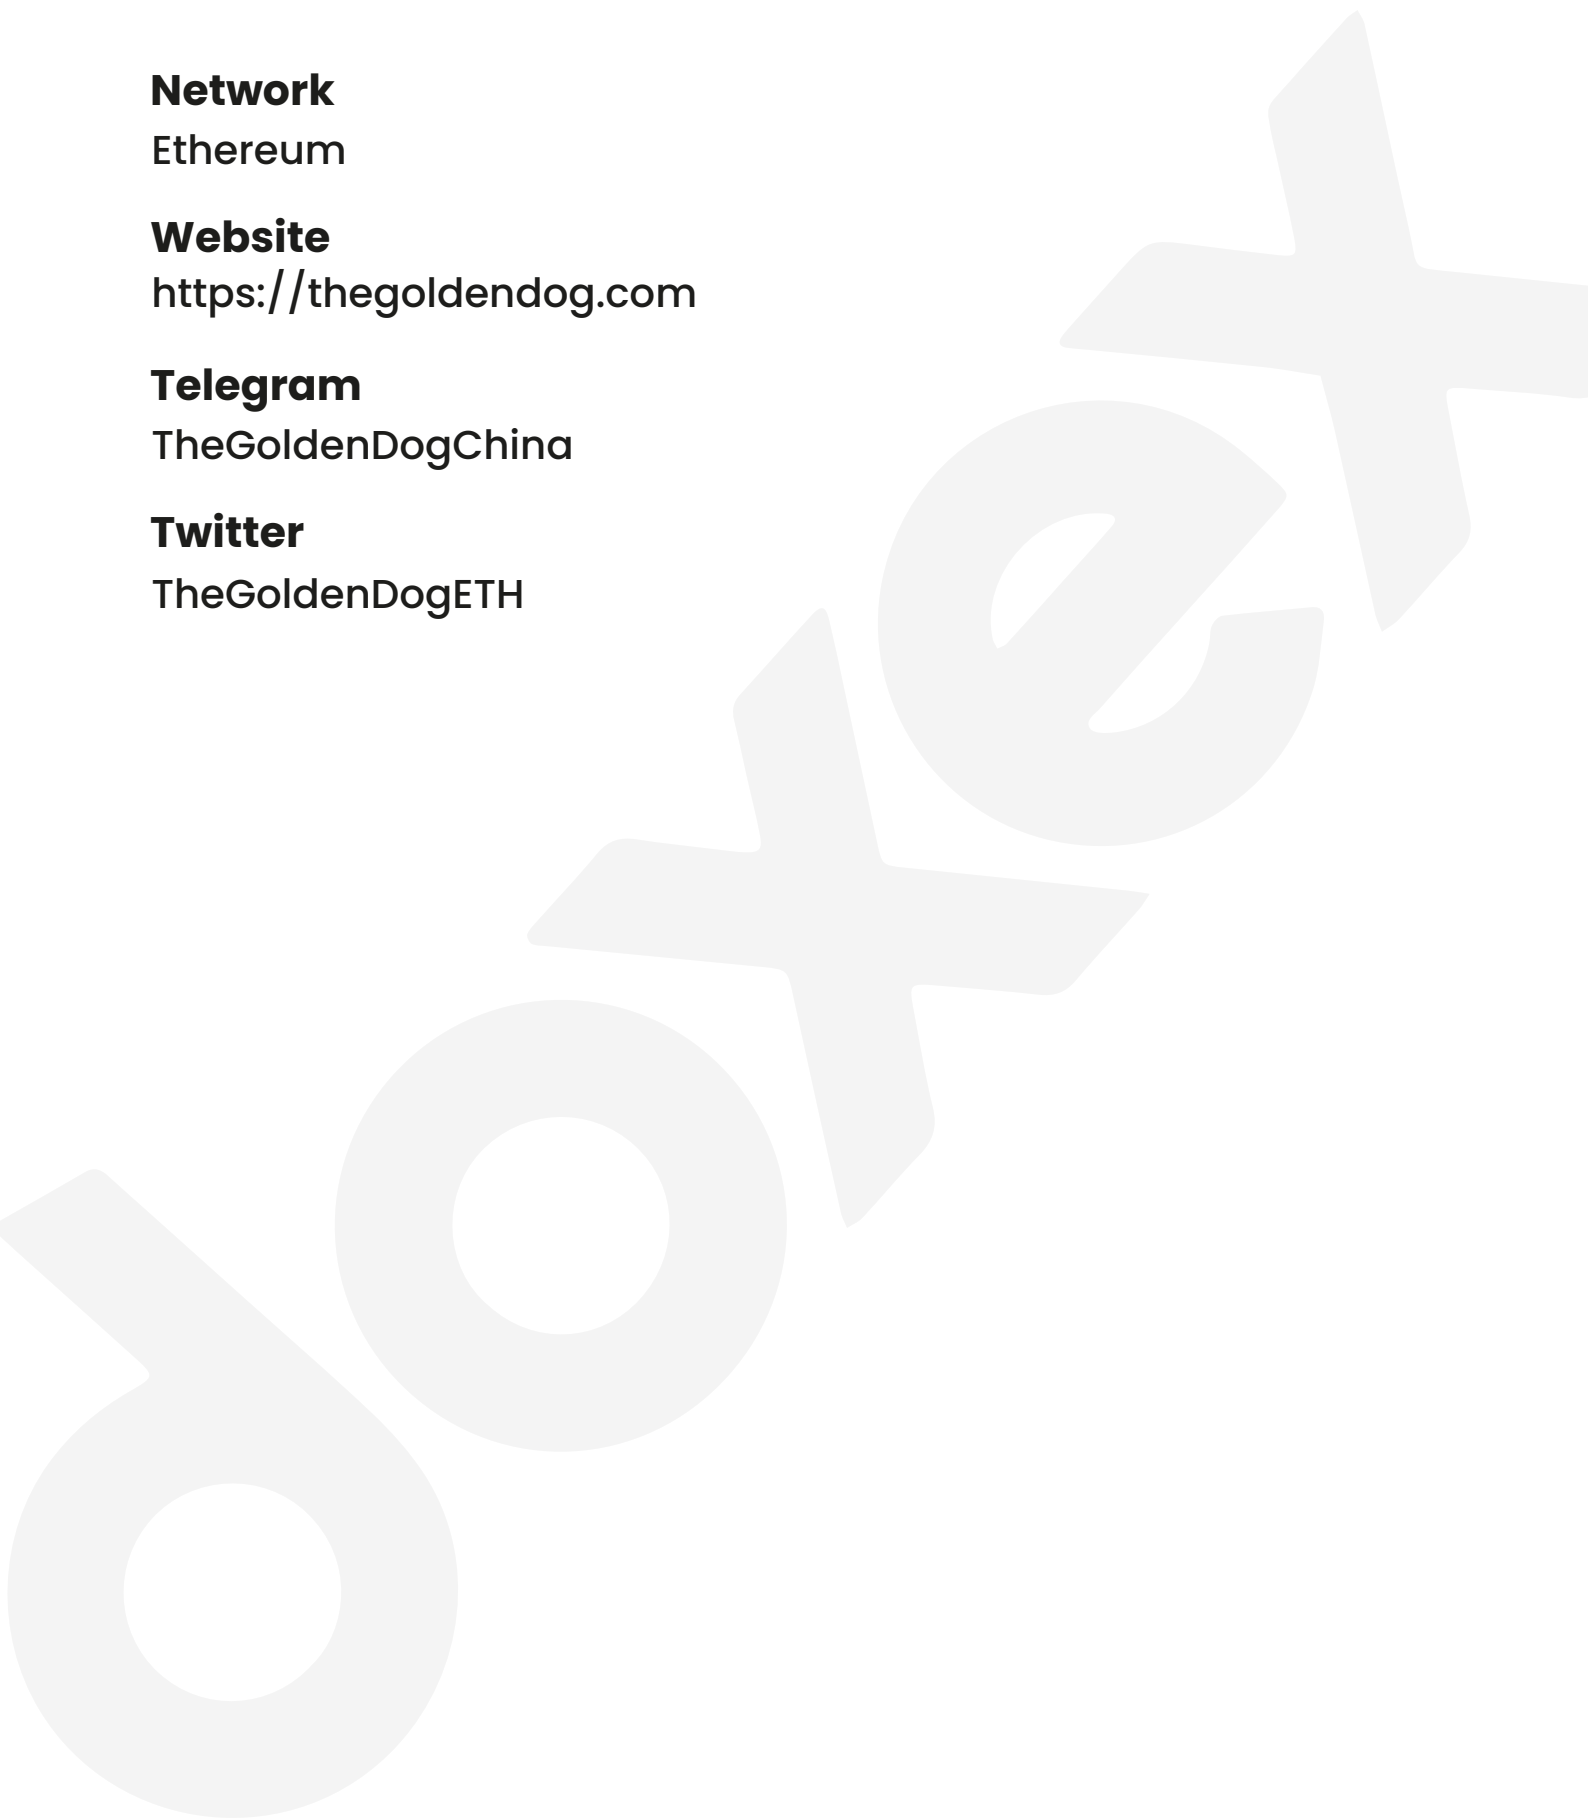 Network
Ethereum
Website
https://thegoldendog.com
Telegram
TheGoldenDogChina
Twitter
TheGoldenDogETH
doxex